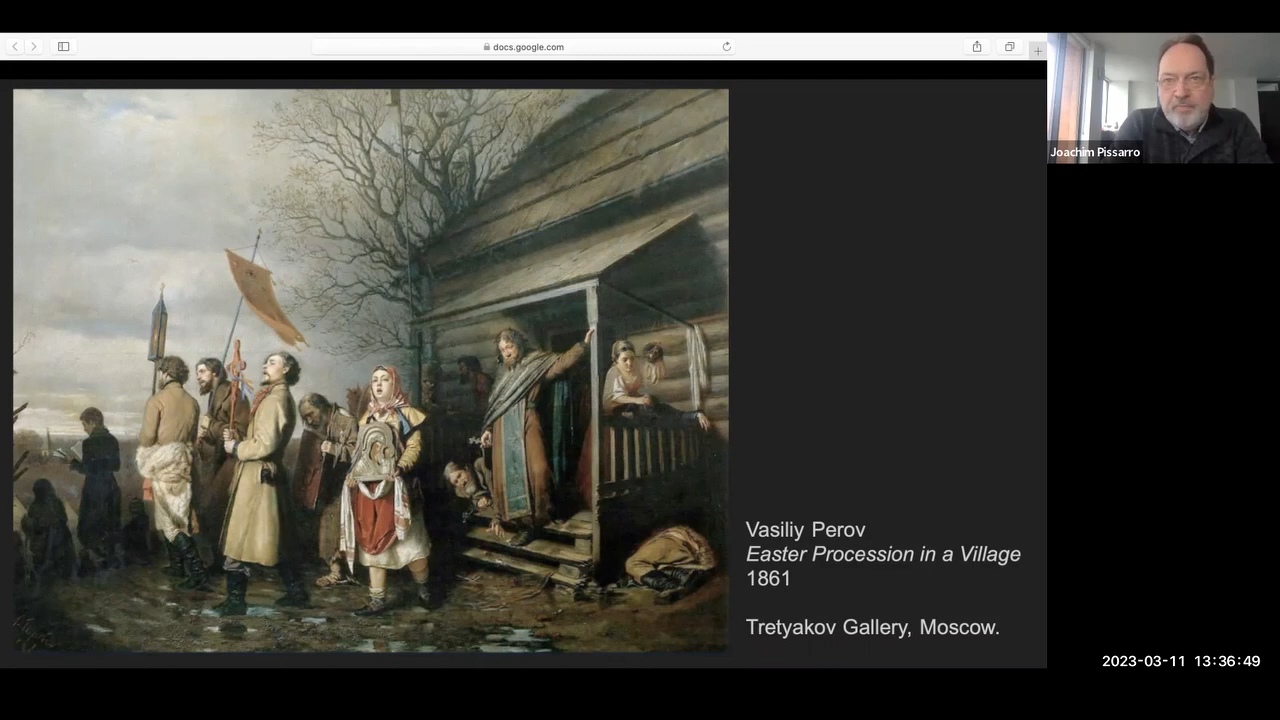 docs.google.com
Joachim Pissarro
Vasiliy Perov
Easter Procession in a Village
1861
Tretyakov Gallery, Moscow.
2023-03-11 13:36:49